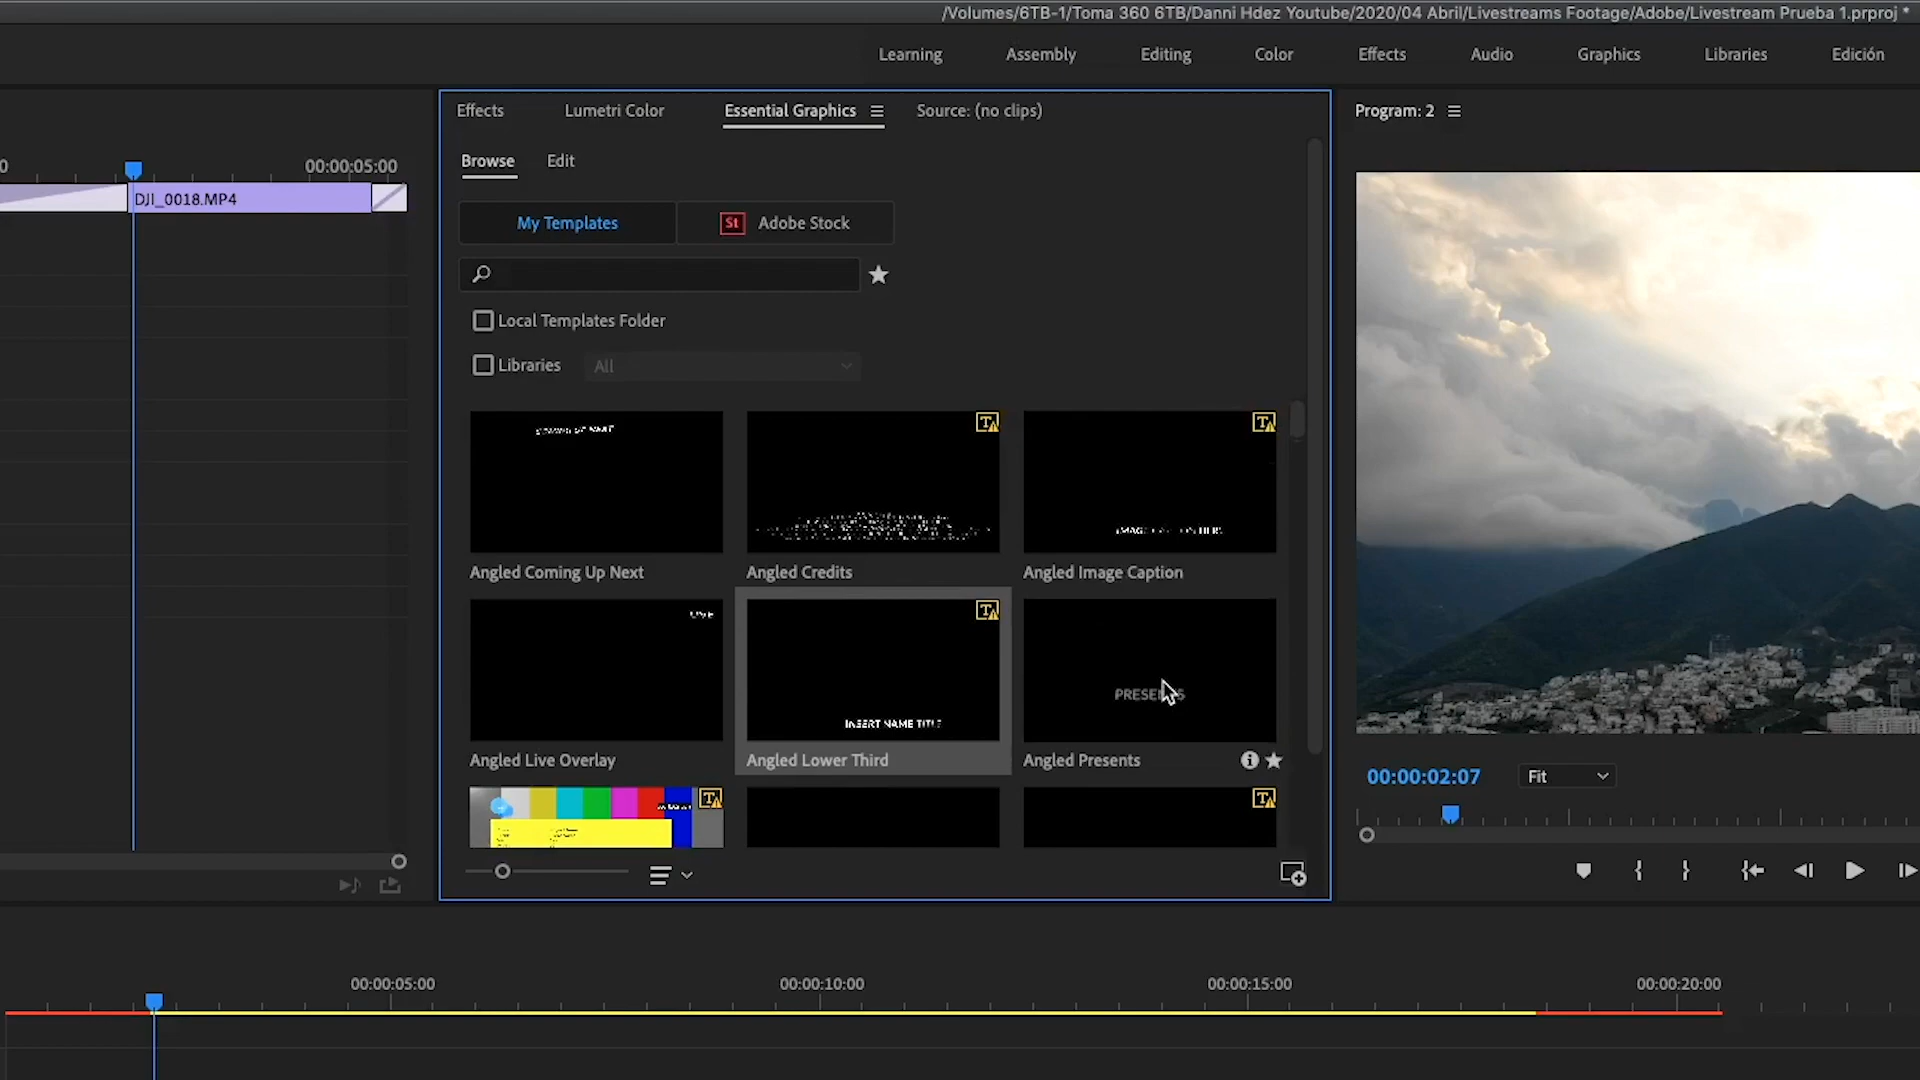 /Volumes/6TB-1/Toma 360 6TB/Danni Hdez Youtube/2020/04 Abril/Livestreams Footage/Adobe/Livestream Prueba 1.prproj *
Learning Assembly Editing Color Effects Audio Graphics Libraries Edición
Effects Lumetri Color Essential Graphics Source: (no clips) Program: 2
Browse Edit
00:00:05:00
DJI_0018.MP4
My Templates St Adobe Stock
Local Templates Folder
Libraries All
Angled Coming Up Next Angled Credits Angled Image Caption
INSERT NAME TITLE
Angled Live Overlay Angled Lower Third Angled Presents
00:00:02:07 Fit
00:00:05:00 00:00:10:00 00:00:15:00 00:00:20:00